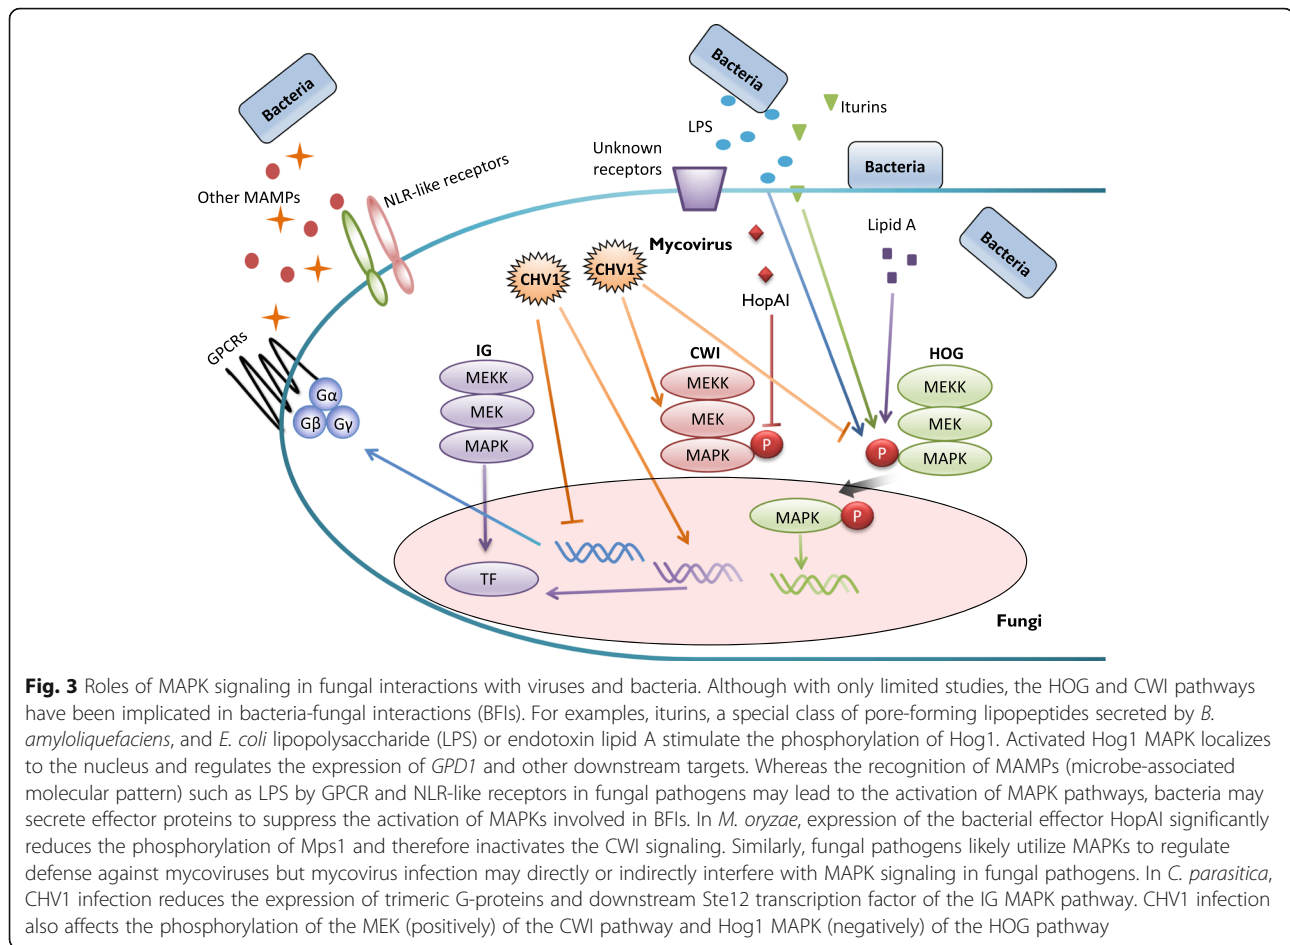 Bacteria
Bacteria
Iturins
LPS
Unknown
receptors
Bacteria
NLR-like receptors
Other MAMPs
Lipid A
Bacteria
Mycovirus
CHV1
CHV1
HopAI
GPCRs
IG
CWI
HOG
MEKK
MEK
MAPK
MEKK
MEK
MAPK
P
MEKK
MEK
MAPK
P
Gα
Gβ
Gγ
MAPK
P
TF
Fungi
Fig. 3 Roles of MAPK signaling in fungal interactions with viruses and bacteria. Although with only limited studies, the HOG and CWI pathways
have been implicated in bacteria-fungal interactions (BFIs). For examples, iturins, a special class of pore-forming lipopeptides secreted by B.
amyloliquefaciens, and E. coli lipopolysaccharide (LPS) or endotoxin lipid A stimulate the phosphorylation of Hog1. Activated Hog1 MAPK localizes
to the nucleus and regulates the expression of GPD1 and other downstream targets. Whereas the recognition of MAMPs (microbe-associated
molecular pattern) such as LPS by GPCR and NLR-like receptors in fungal pathogens may lead to the activation of MAPK pathways, bacteria may
secrete effector proteins to suppress the activation of MAPKs involved in BFIs. In M. oryzae, expression of the bacterial effector HopAI significantly
reduces the phosphorylation of Mps1 and therefore inactivates the CWI signaling. Similarly, fungal pathogens likely utilize MAPKs to regulate
defense against mycoviruses but mycovirus infection may directly or indirectly interfere with MAPK signaling in fungal pathogens. In C. parasitica,
CHV1 infection reduces the expression of trimeric G-proteins and downstream Ste12 transcription factor of the IG MAPK pathway. CHV1 infection
also affects the phosphorylation of the MEK (positively) of the CWI pathway and Hog1 MAPK (negatively) of the HOG pathway